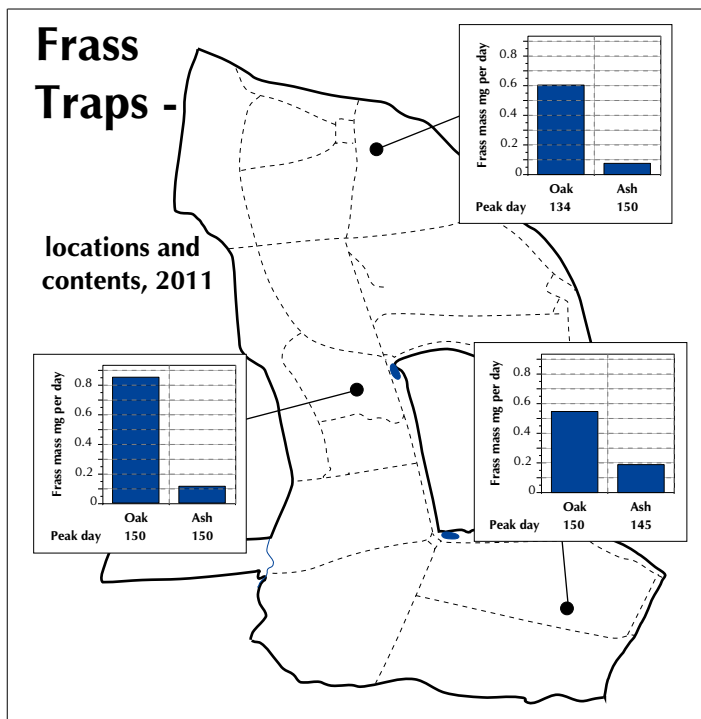 Frass
Traps -
locations and
contents, 2011
Frass mass mg per day
0.8
0.6
0.4
0.2
0
Oak Ash
Peak day 134 150
Frass mass mg per day
0.8
0.6
0.4
0.2
0
Oak Ash
Peak day 150 150
Frass mass mg per day
0.8
0.6
0.4
0.2
0
Oak Ash
Peak day 150 145